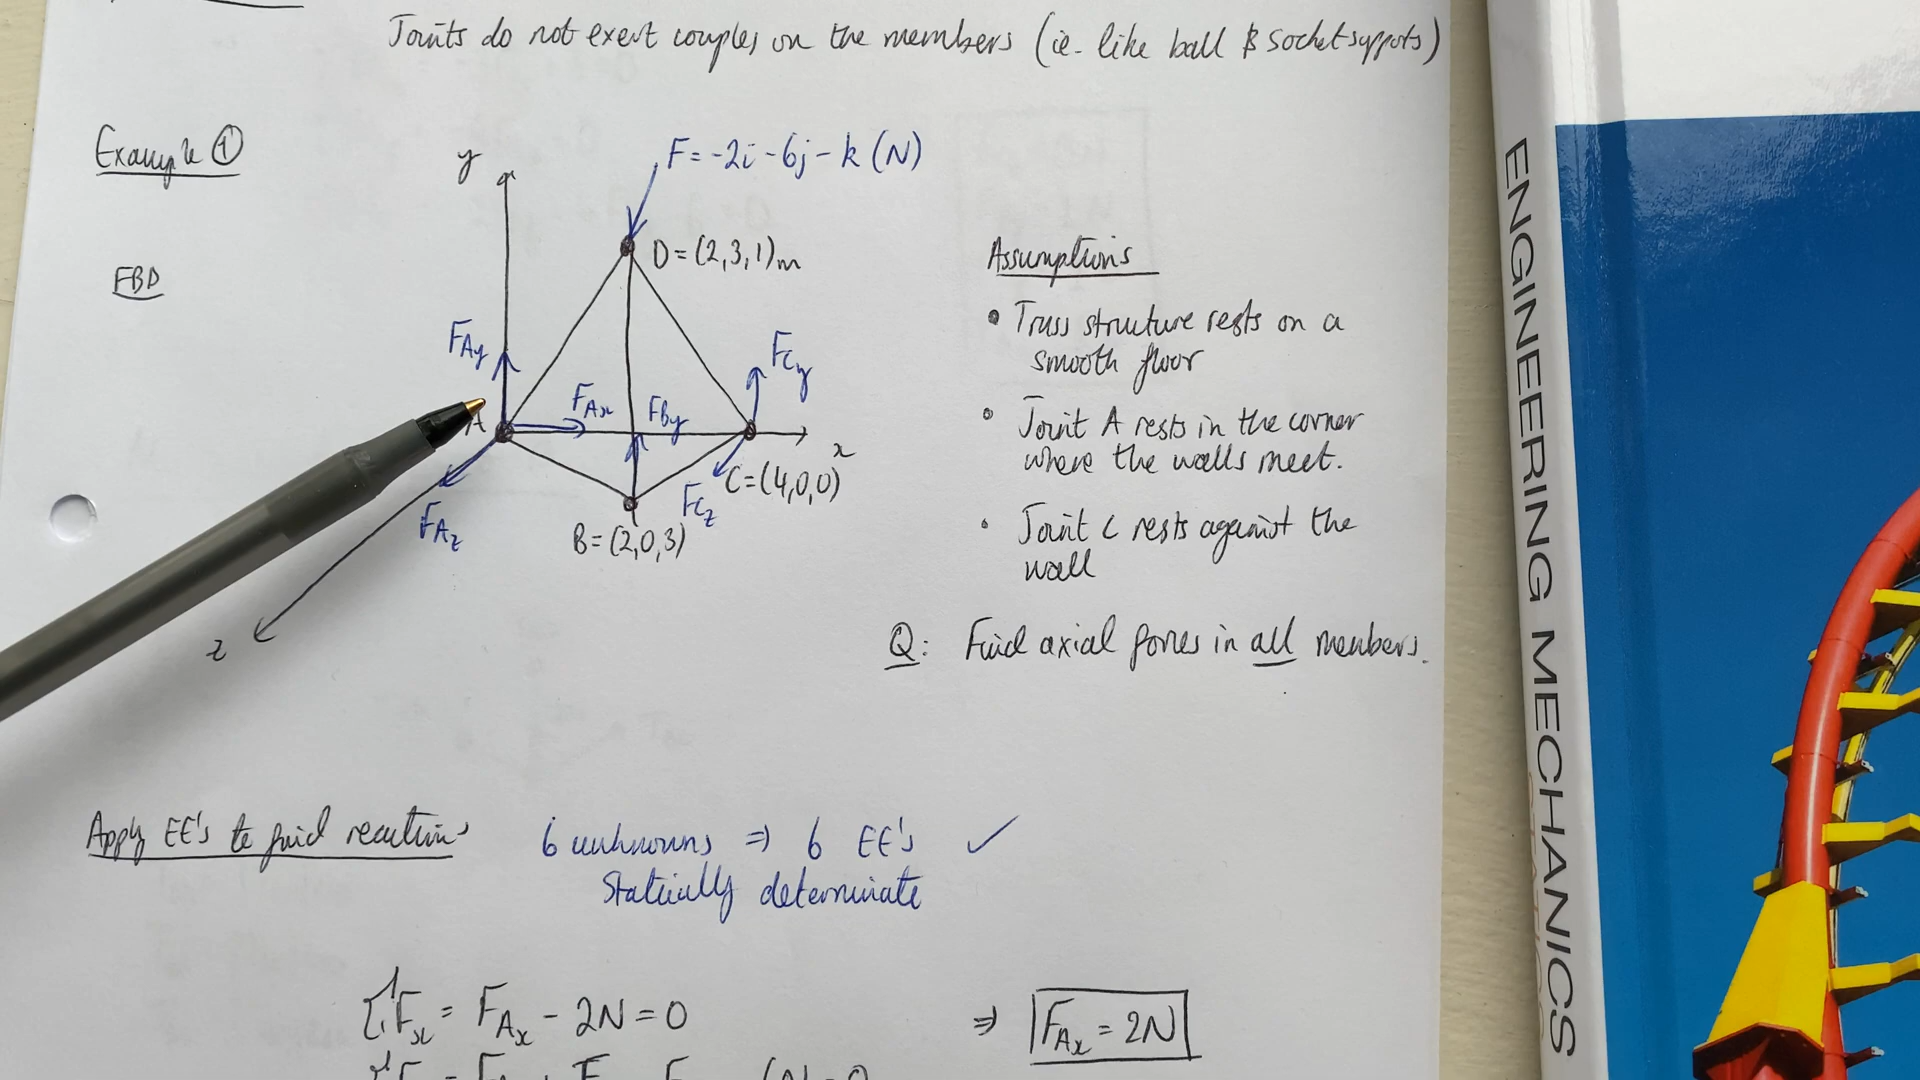 Joints do not exert couples on the members (ie. like ball & socket supports)
Example ①
y
F = -2i - 6j - k (N)
FBD
D = (2,3,1)m
FAy
FCy
A
FAx
FBy
x
C = (4,0,0)
FCz
FAz
B = (2,0,3)
z
Assumptions
• Truss structure rests on a
smooth floor
• Joint A rests in the corner
where the walls meet.
• Joint C rests against the
wall
Q: Find axial forces in all members.
Apply EE's to find reactions
6 unknowns => 6 EE's ✓
Statically determinate
ΣFx = FAx - 2N = 0 => FAx = 2N
ENGINEERING MECHANICS